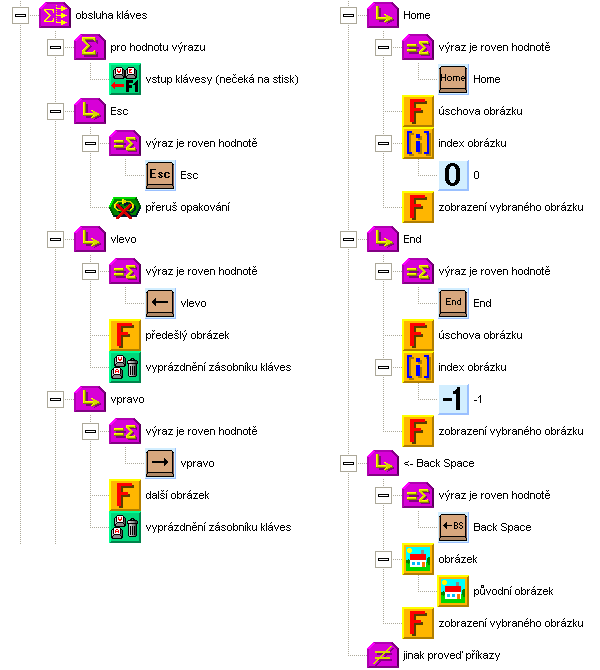 obsluha kláves
pro hodnotu výrazu
F1
vstup klávesy (nečeká na stisk)
Esc
výraz je roven hodnotě
Esc
Esc
přeruš opakování
vlevo
výraz je roven hodnotě
vlevo
F
předešlý obrázek
vyprázdnění zásobníku kláves
vpravo
výraz je roven hodnotě
vpravo
F
další obrázek
vyprázdnění zásobníku kláves
Home
výraz je roven hodnotě
Home
Home
F
úschova obrázku
[i]
index obrázku
0
0
F
zobrazení vybraného obrázku
End
výraz je roven hodnotě
End
End
F
úschova obrázku
[i]
index obrázku
-1
-1
F
zobrazení vybraného obrázku
<- Back Space
výraz je roven hodnotě
←BS
Back Space
obrázek
původní obrázek
F
zobrazení vybraného obrázku
jinak proveď příkazy